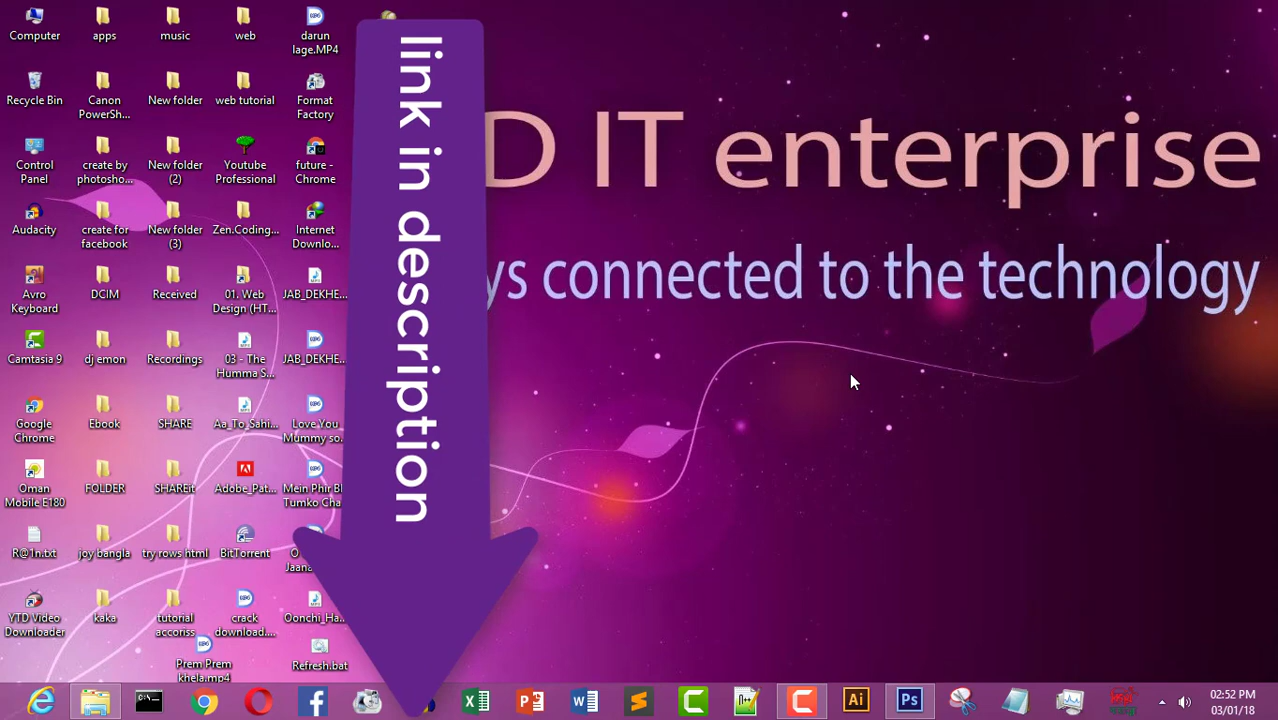 Computer
apps
music
web
darun
lage.MP4
Recycle Bin
Canon
PowerSh...
New folder
web tutorial
Format
Factory
Control
Panel
create by
photosho...
New folder
(2)
Youtube
Professional
future -
Chrome
Audacity
create for
facebook
New folder
(3)
Zen.Coding...
Internet
Downlo...
Avro
Keyboard
DCIM
Received
01. Web
Design (HT...
JAB_DEKHE...
Camtasia 9
dj emon
Recordings
03 - The
Humma S...
JAB_DEKHE...
Google
Chrome
Ebook
SHARE
Aa_To_Sahi...
Love You
Mummy so...
Oman
Mobile E180
FOLDER
SHAREit
Adobe_Pat...
Mein Phir B
Tumko Cha
R@1n.txt
joy bangla
try rows html
BitTorrent
O
Jaana
YTD Video
Downloader
kaka
tutorial
accoriss
crack
download....
Oonchi_Ha...
Prem Prem
khela.mp4
Refresh.bat
link in description
D IT enterprise
ys connected to the technology
02:52 PM
03/01/18